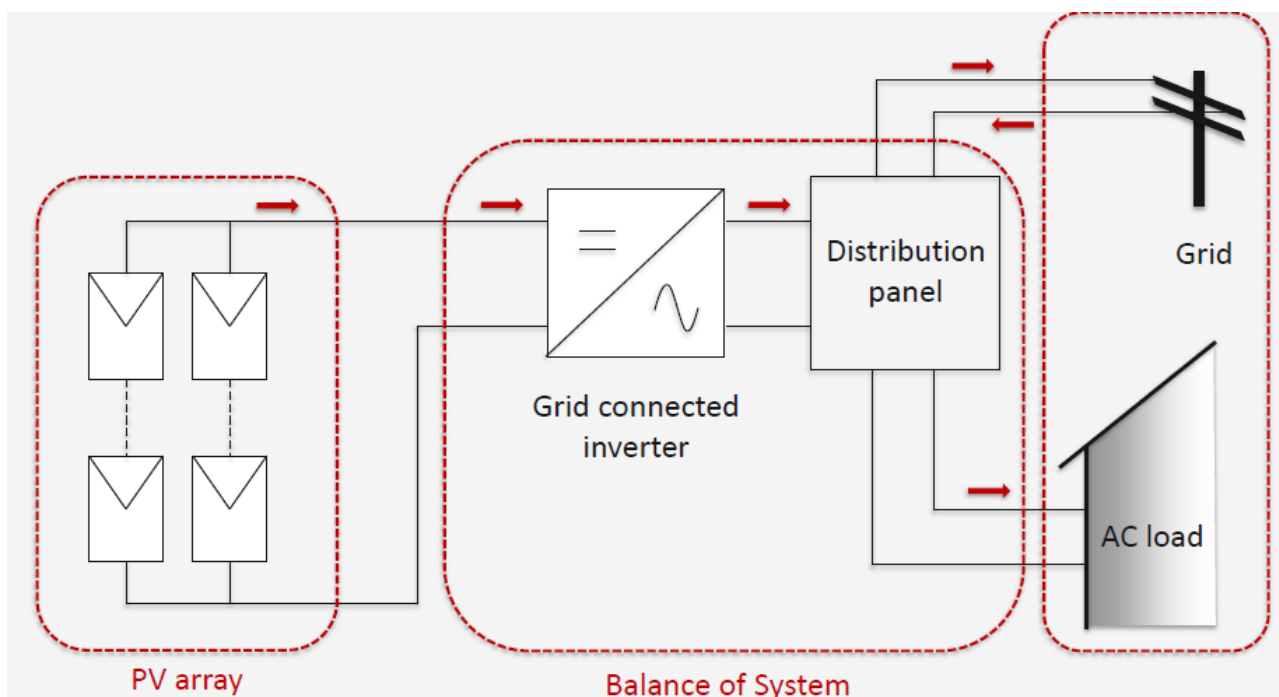 Distribution
panel
Grid
Grid connected
inverter
AC load
PV array
Balance of System